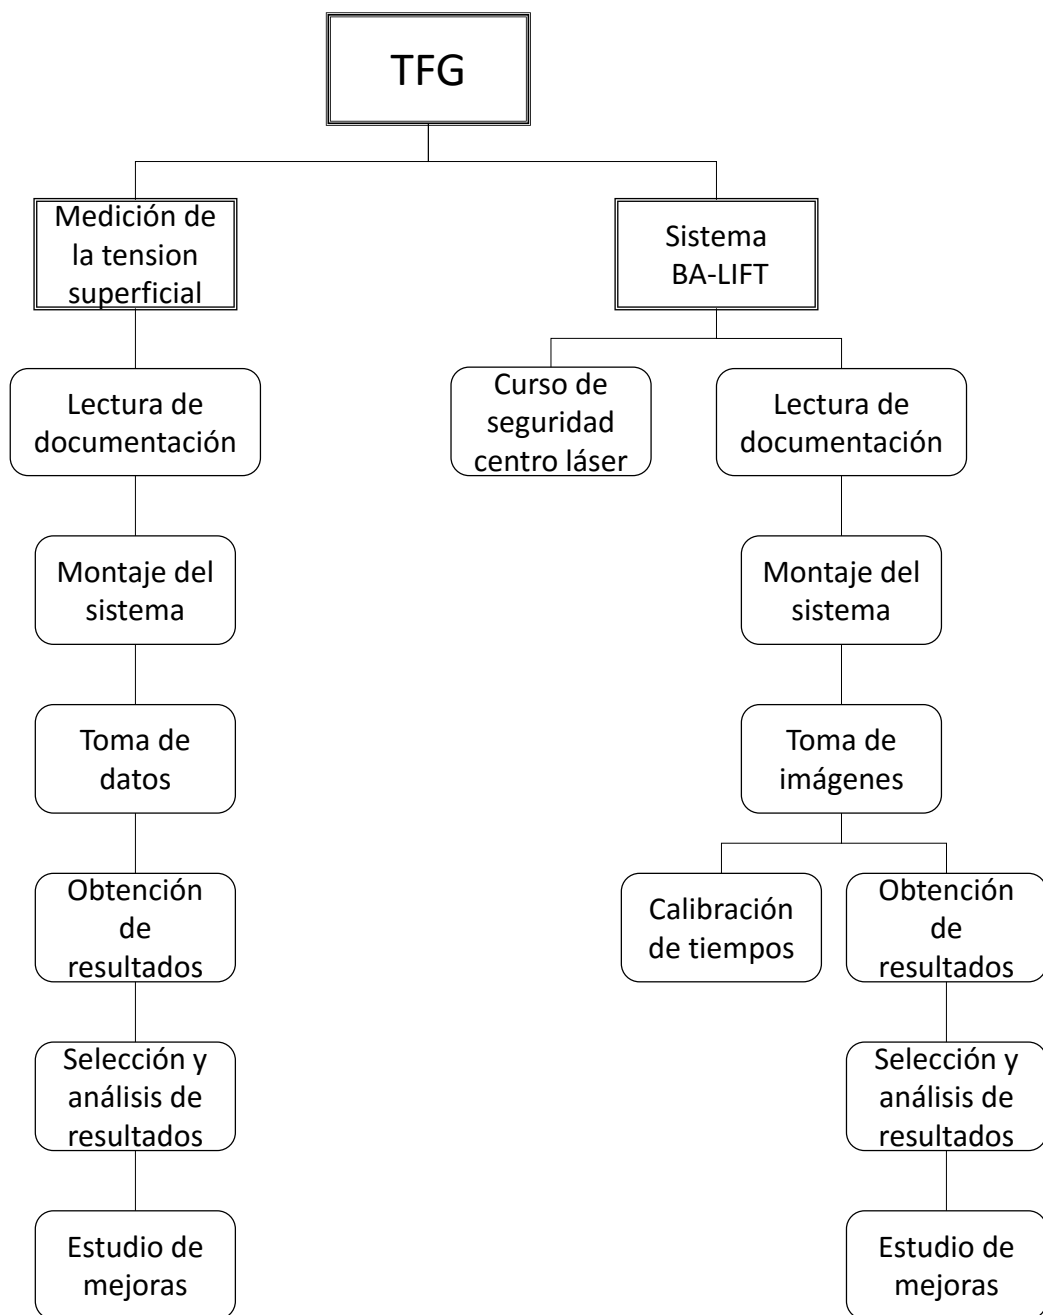 TFG
Medición de
la tension
superficial
Sistema
BA-LIFT
Lectura de
documentación
Curso de
seguridad
centro láser
Lectura de
documentación
Montaje del
sistema
Montaje del
sistema
Toma de
datos
Toma de
imágenes
Obtención
de
resultados
Calibración
de tiempos
Obtención
de
resultados
Selección y
análisis de
resultados
Selección y
análisis de
resultados
Estudio de
mejoras
Estudio de
mejoras